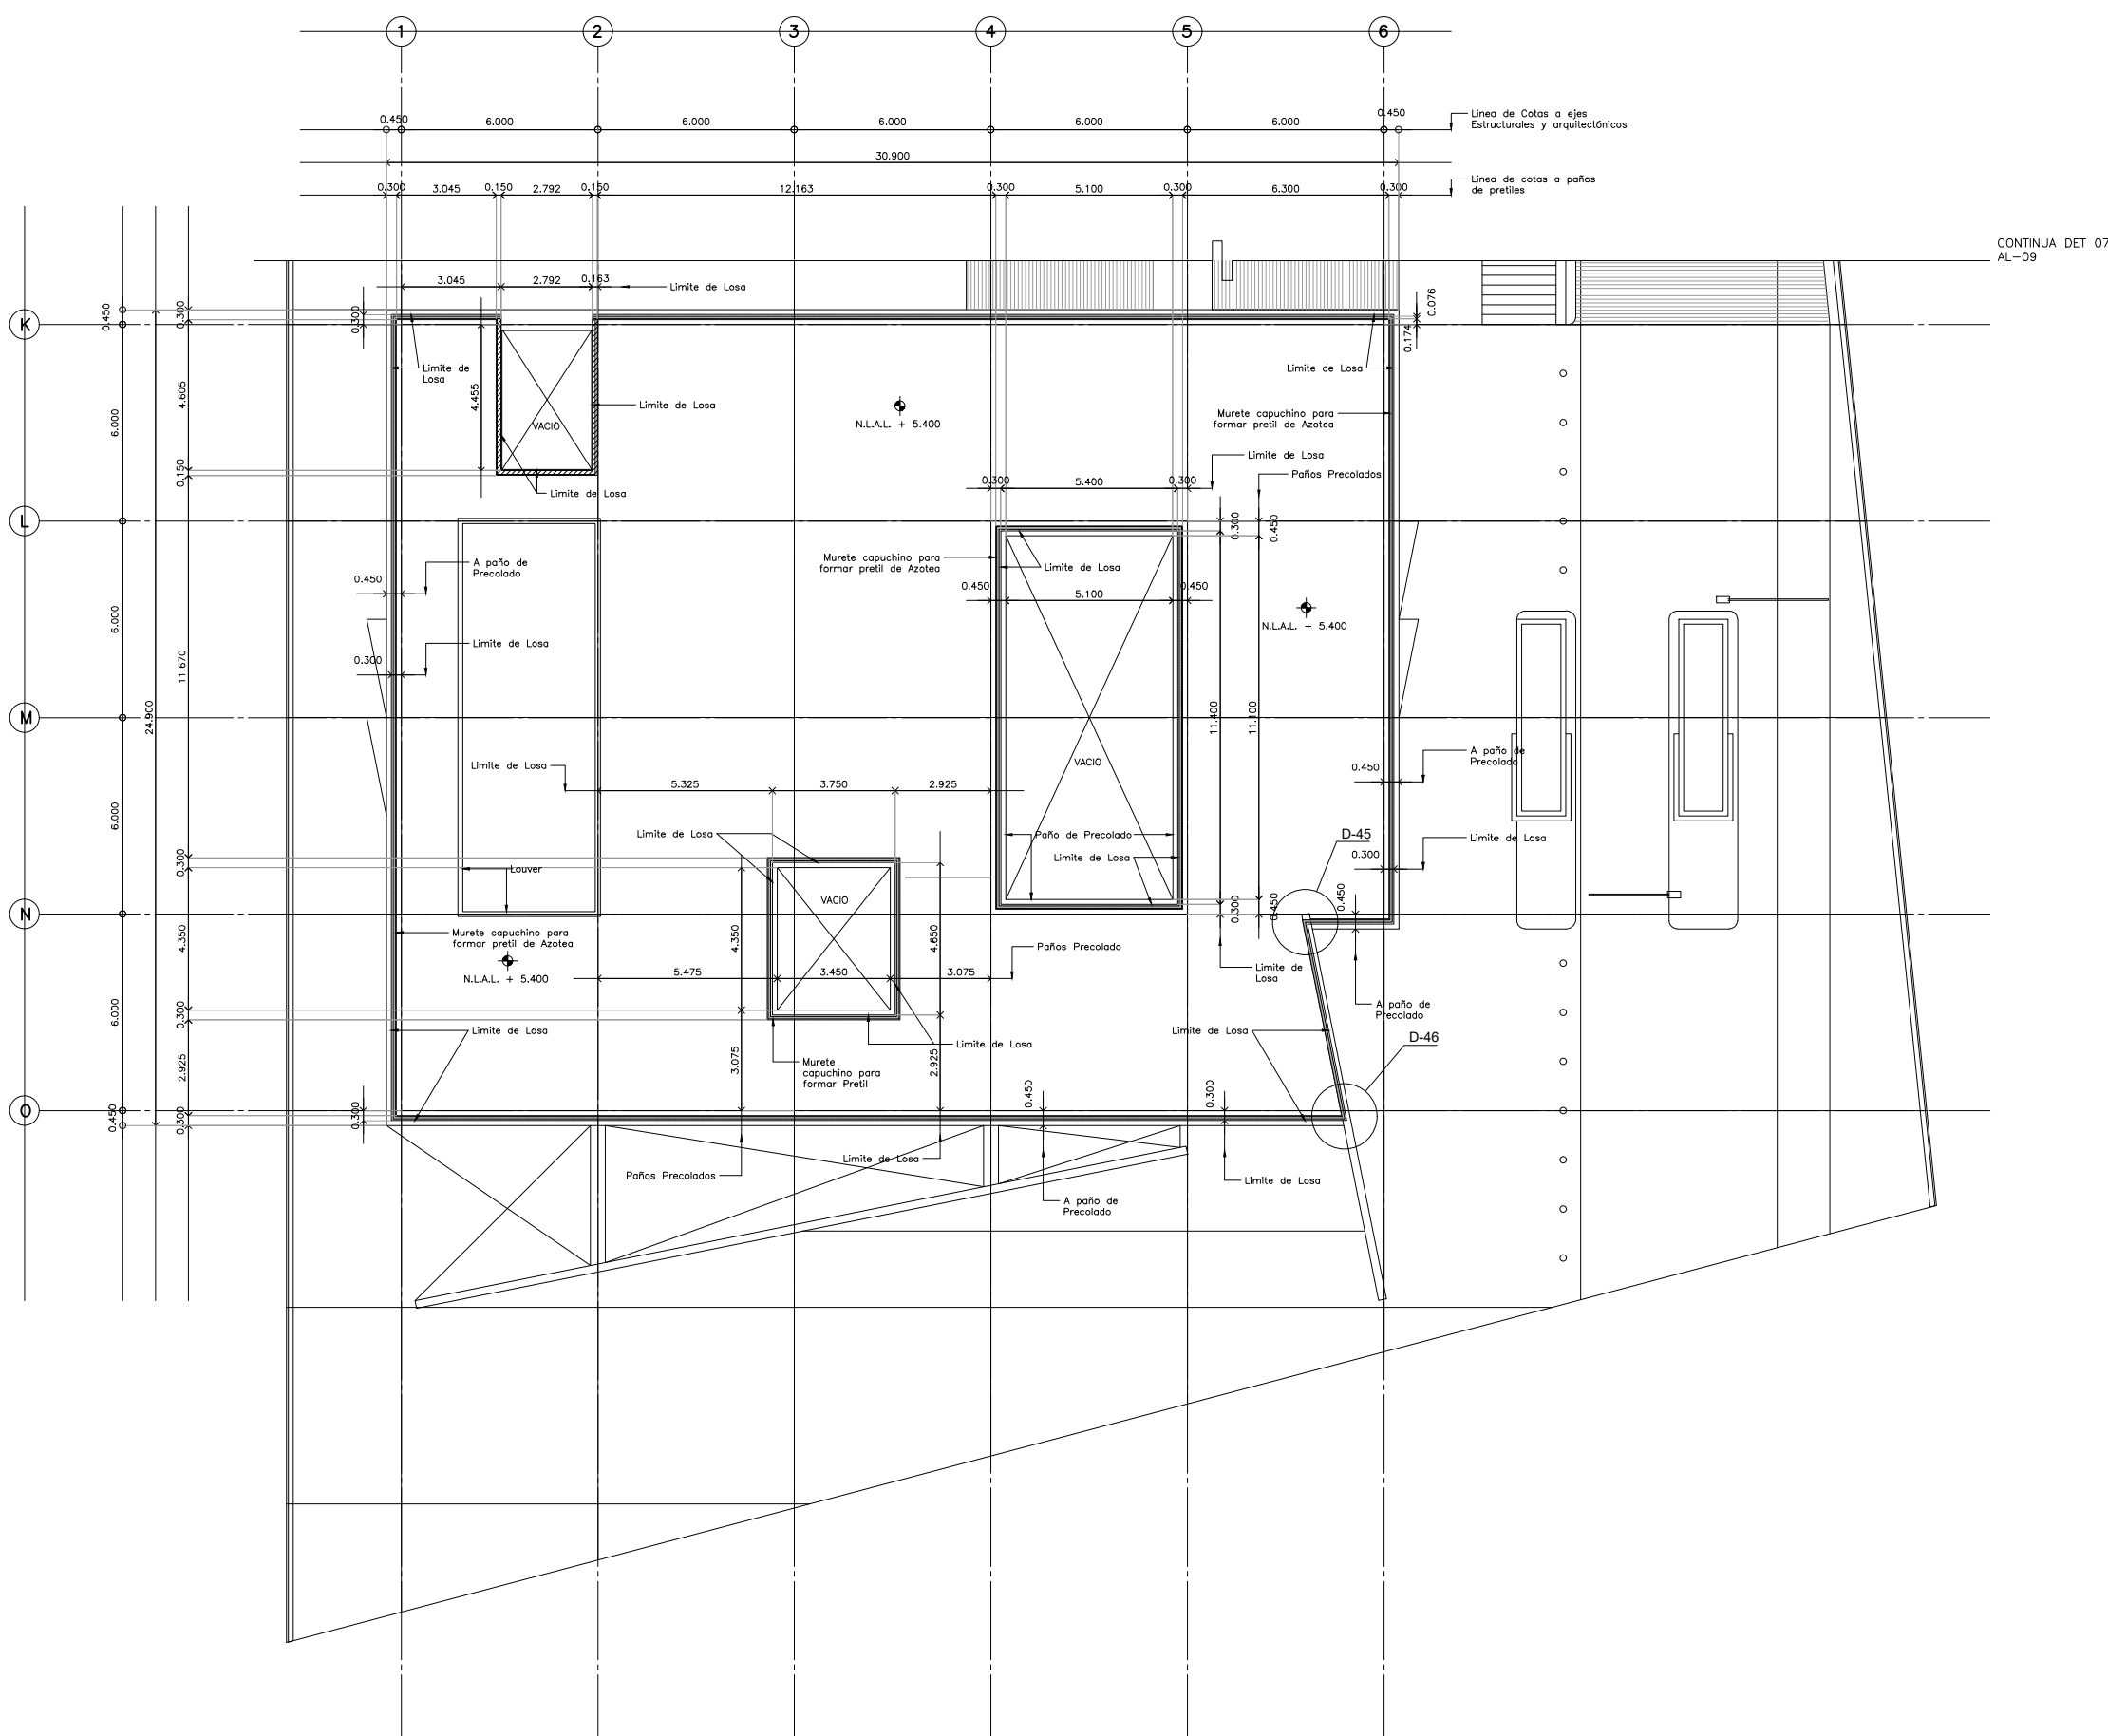 1
2
3
4
5
6
0.450
6.000
6.000
6.000
6.000
6.000
0.450
Linea de Cotas a ejes
Estructurales y arquitectónicos
30.900
0.300
3.045
0.150
2.792
0.150
12.163
0.300
5.100
0.300
6.300
0.300
Linea de cotas a paños
de pretiles
CONTINUA DET 07
AL-09
3.045
2.792
0.163
Limite de Losa
K
0.450
0.300
0.300
0.076
0.174
Limite de
Losa
Limite de Losa
4.605
6.000
4.455
VACIO
Limite de Losa
N.L.A.L. + 5.400
Murete capuchino para
formar pretil de Azotea
0.150
Limite de Losa
Limite de Losa
Paños Precolados
0.300
5.400
0.300
L
0.300
0.450
A paño de
Precolado
0.450
Murete capuchino para
formar pretil de Azotea
Limite de Losa
0.450
5.100
0.450
N.L.A.L. + 5.400
6.000
Limite de Losa
0.300
11.670
24.900
M
11.400
11.100
VACIO
Limite de Losa
5.325
3.750
2.925
A paño de
Precolado
0.450
6.000
Limite de Losa
Paño de Precolado
Limite de Losa
D-45
Limite de Losa
0.300
0.300
Louver
VACIO
N
0.300
0.450
0.450
Murete capuchino para
formar pretil de Azotea
4.350
4.350
4.650
Paños Precolado
N.L.A.L. + 5.400
5.475
3.450
3.075
Limite de
Losa
A paño de
Precolado
6.000
0.300
Limite de Losa
Limite de Losa
Limite de Losa
D-46
Murete
capuchino para
formar Pretil
2.925
3.075
2.925
O
0.450
0.300
0.300
0.450
0.300
Limite de Losa
Paños Precolados
Limite de Losa
A paño de
Precolado